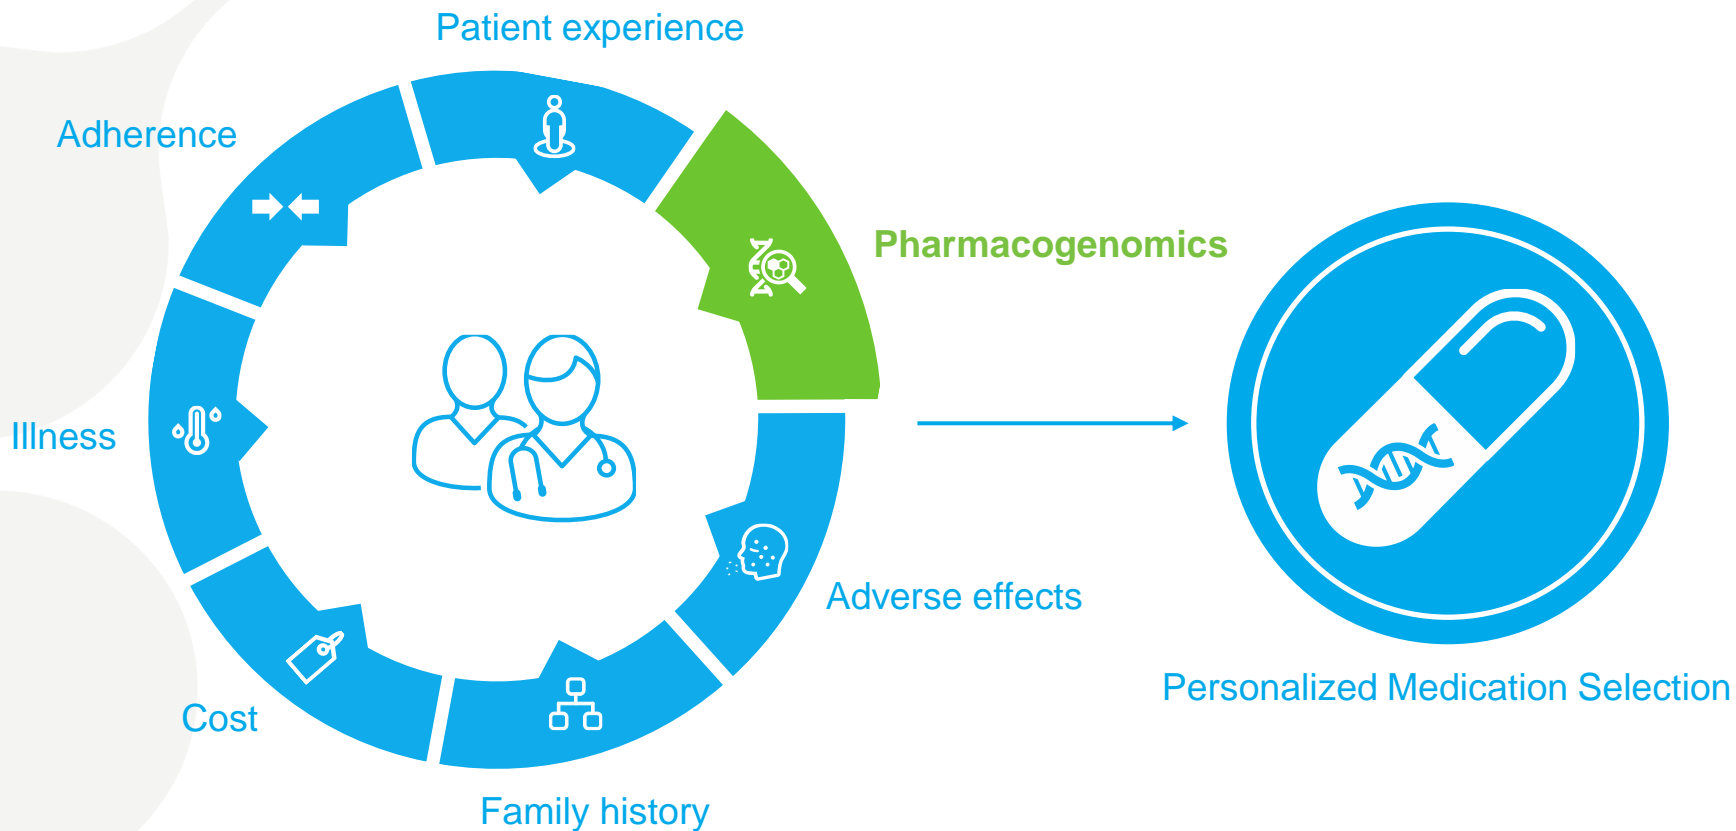 Patient experience
Adherence
Pharmacogenomics
Illness
Adverse effects
Personalized Medication Selection
Cost
Family history